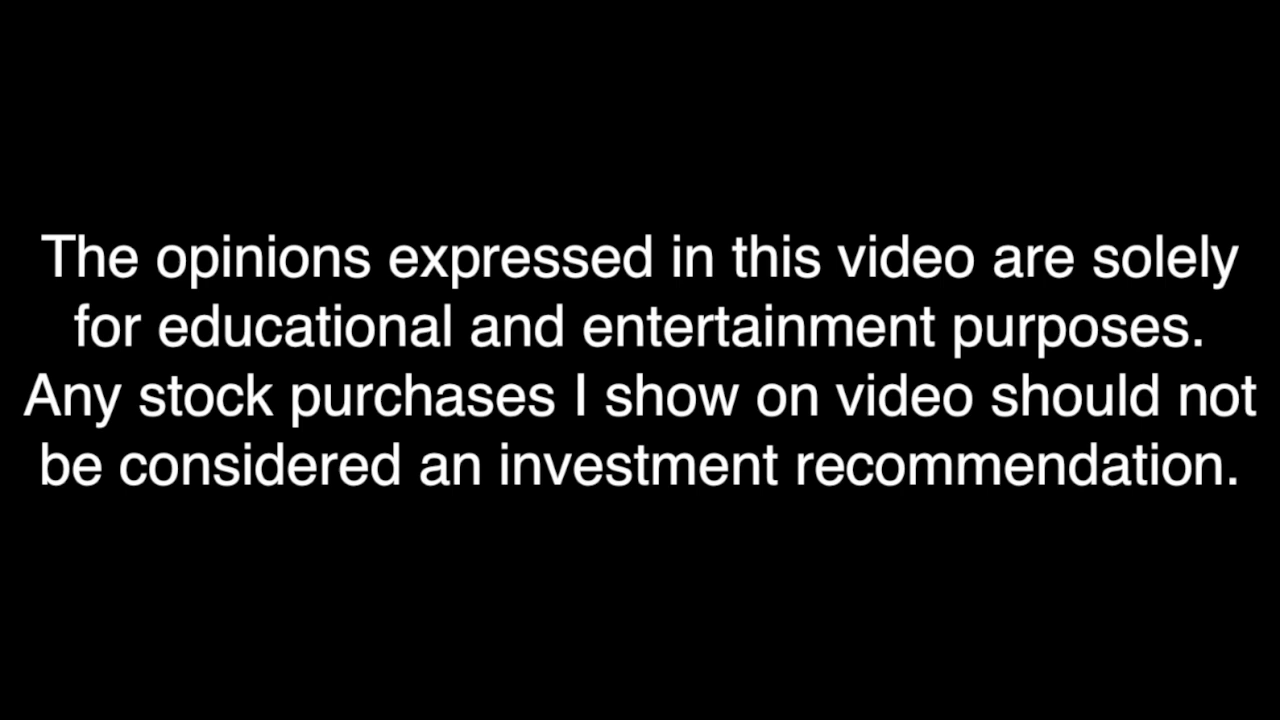 The opinions expressed in this video are solely
for educational and entertainment purposes.
Any stock purchases I show on video should not
be considered an investment recommendation.